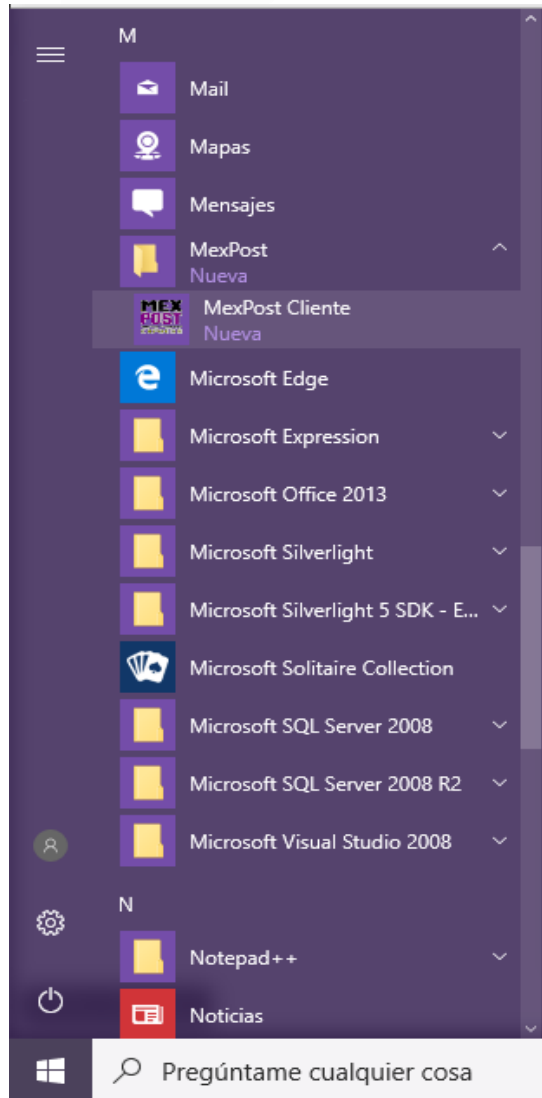 M
Mail
Mapas
Mensajes
MexPost
Nueva
MEX
POST
MexPost Cliente
Nueva
Microsoft Edge
Microsoft Expression
Microsoft Office 2013
Microsoft Silverlight
Microsoft Silverlight 5 SDK - E...
Microsoft Solitaire Collection
Microsoft SQL Server 2008
Microsoft SQL Server 2008 R2
Microsoft Visual Studio 2008
N
Notepad++
Noticias
Pregúntame cualquier cosa